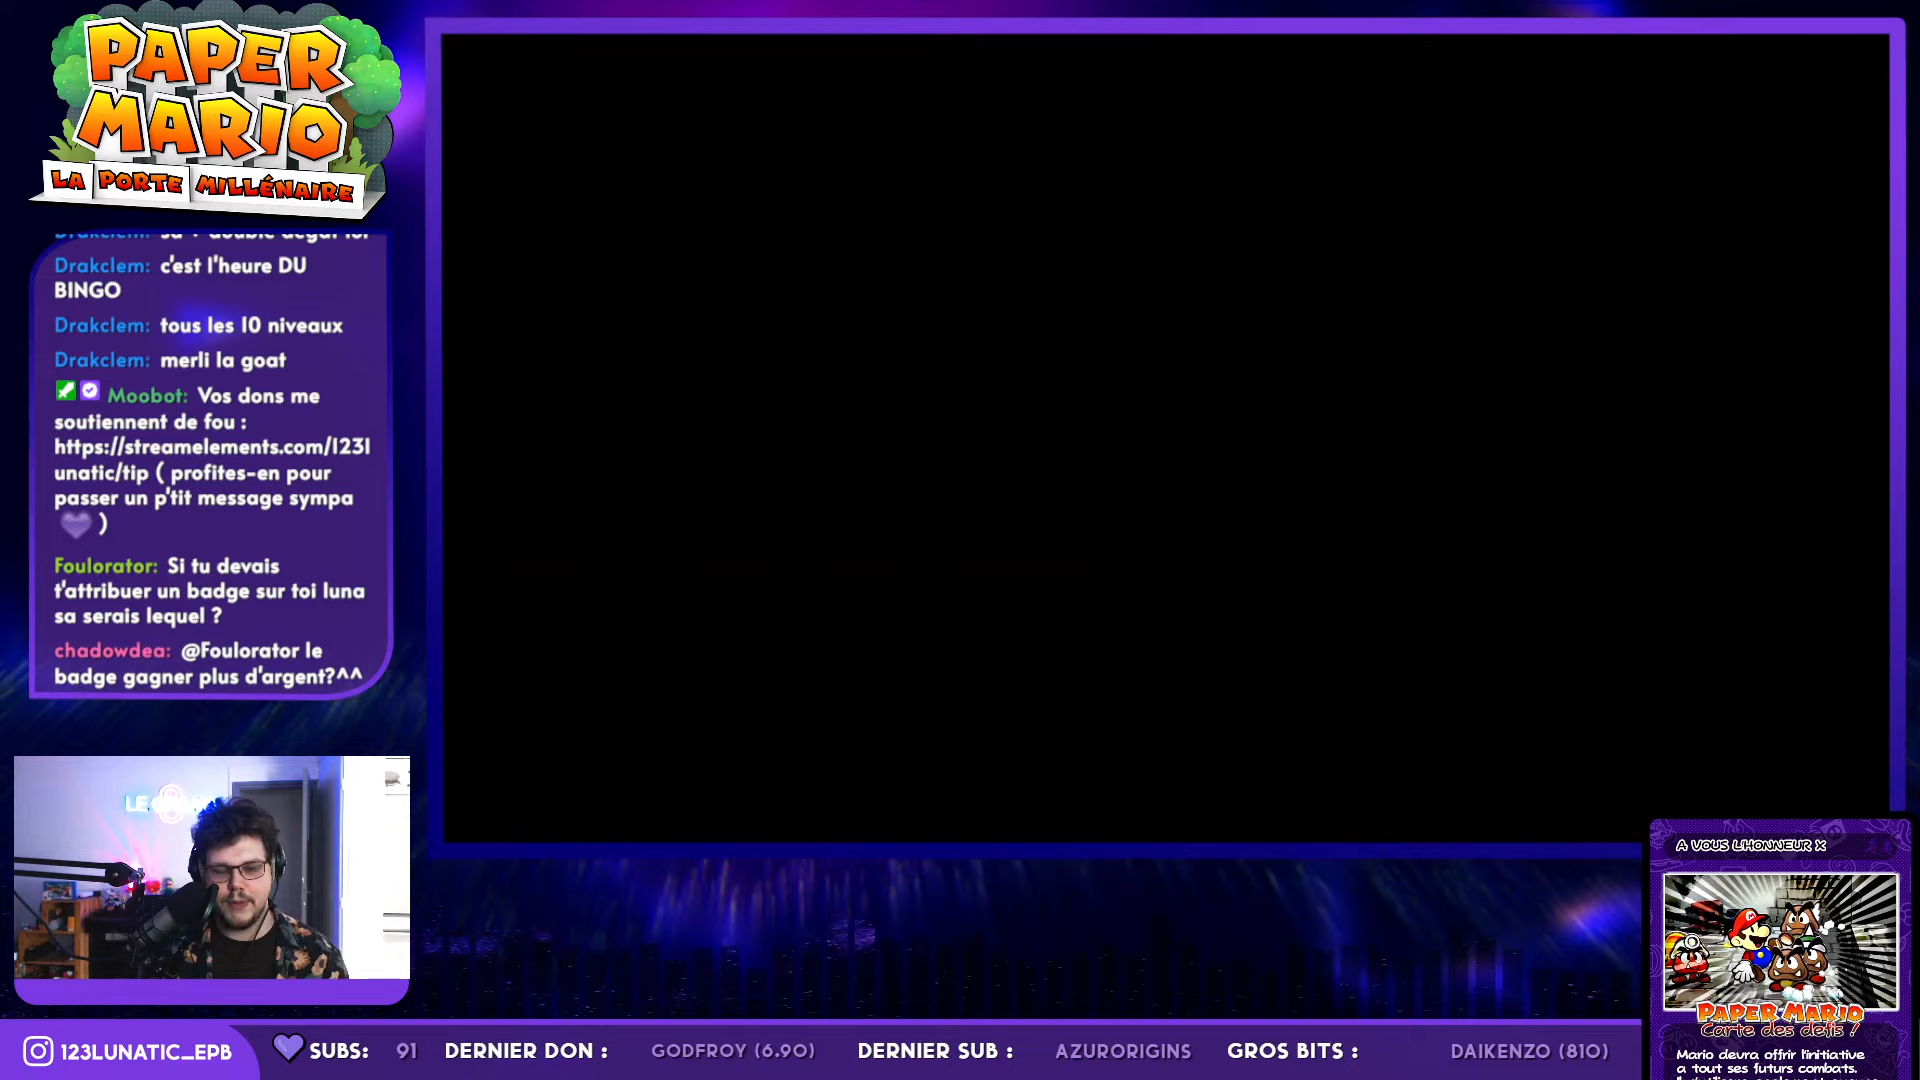 PAPER
MARIO
LA PORTE MILLÉNAIRE
Drakclem: c'est l'heure DU
BINGO
Drakclem: tous les 10 niveaux
Drakclem: merli la goat
Moobot: Vos dons me
soutiennent de fou :
https://streamelements.com/123l
unatic/tip ( profites-en pour
passer un p'tit message sympa
)
Foulorator: Si tu devais
t'attribuer un badge sur toi luna
sa serais lequel ?
chadowdea: @Foulorator le
badge gagner plus d'argent?^^
LE
A VOUS L'HONNEUR X
PAPER MARIO
Carte des défis !
Mario devra offrir l'initiative
a tout ses futurs combats.
123LUNATIC_EPB
SUBS: 91
DERNIER DON : GODFROY (6.90)
DERNIER SUB : AZURORIGINS
GROS BITS : DAIKENZO (810)